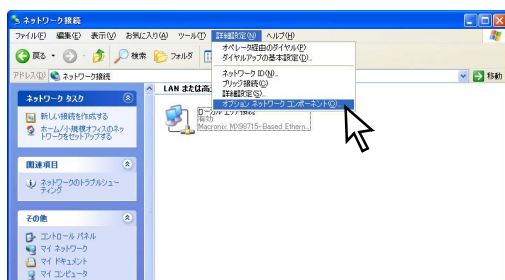 ネットワーク接続
ファイル(F) 編集(E) 表示(V) お気に入り(A) ツール(T) 詳細設定(N) ヘルプ(H)
オペレータ経由のダイヤル(P)
ダイヤルアップの基本設定(D)...
ネットワーク ID(N)...
ブリッジ接続(C)
詳細設定(S)...
オプション ネットワーク コンポーネント(O)...
戻る 検索 フォルダ
アドレス(D) ネットワーク接続 移動
LAN または高
ネットワーク タスク
新しい接続を作成する
ホーム/小規模オフィスのネットワークをセットアップする
有効
関連項目
ネットワークのトラブルシューティング
その他
コントロール パネル
マイ ネットワーク
マイ ドキュメント
マイ コンピュータ